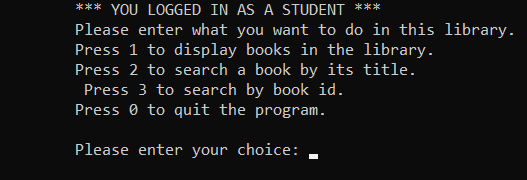 *** YOU LOGGED IN AS A STUDENT ***
Please enter what you want to do in this library.
Press 1 to display books in the library.
Press 2 to search a book by its title.
Press 3 to search by book id.
Press 0 to quit the program.
Please enter your choice: